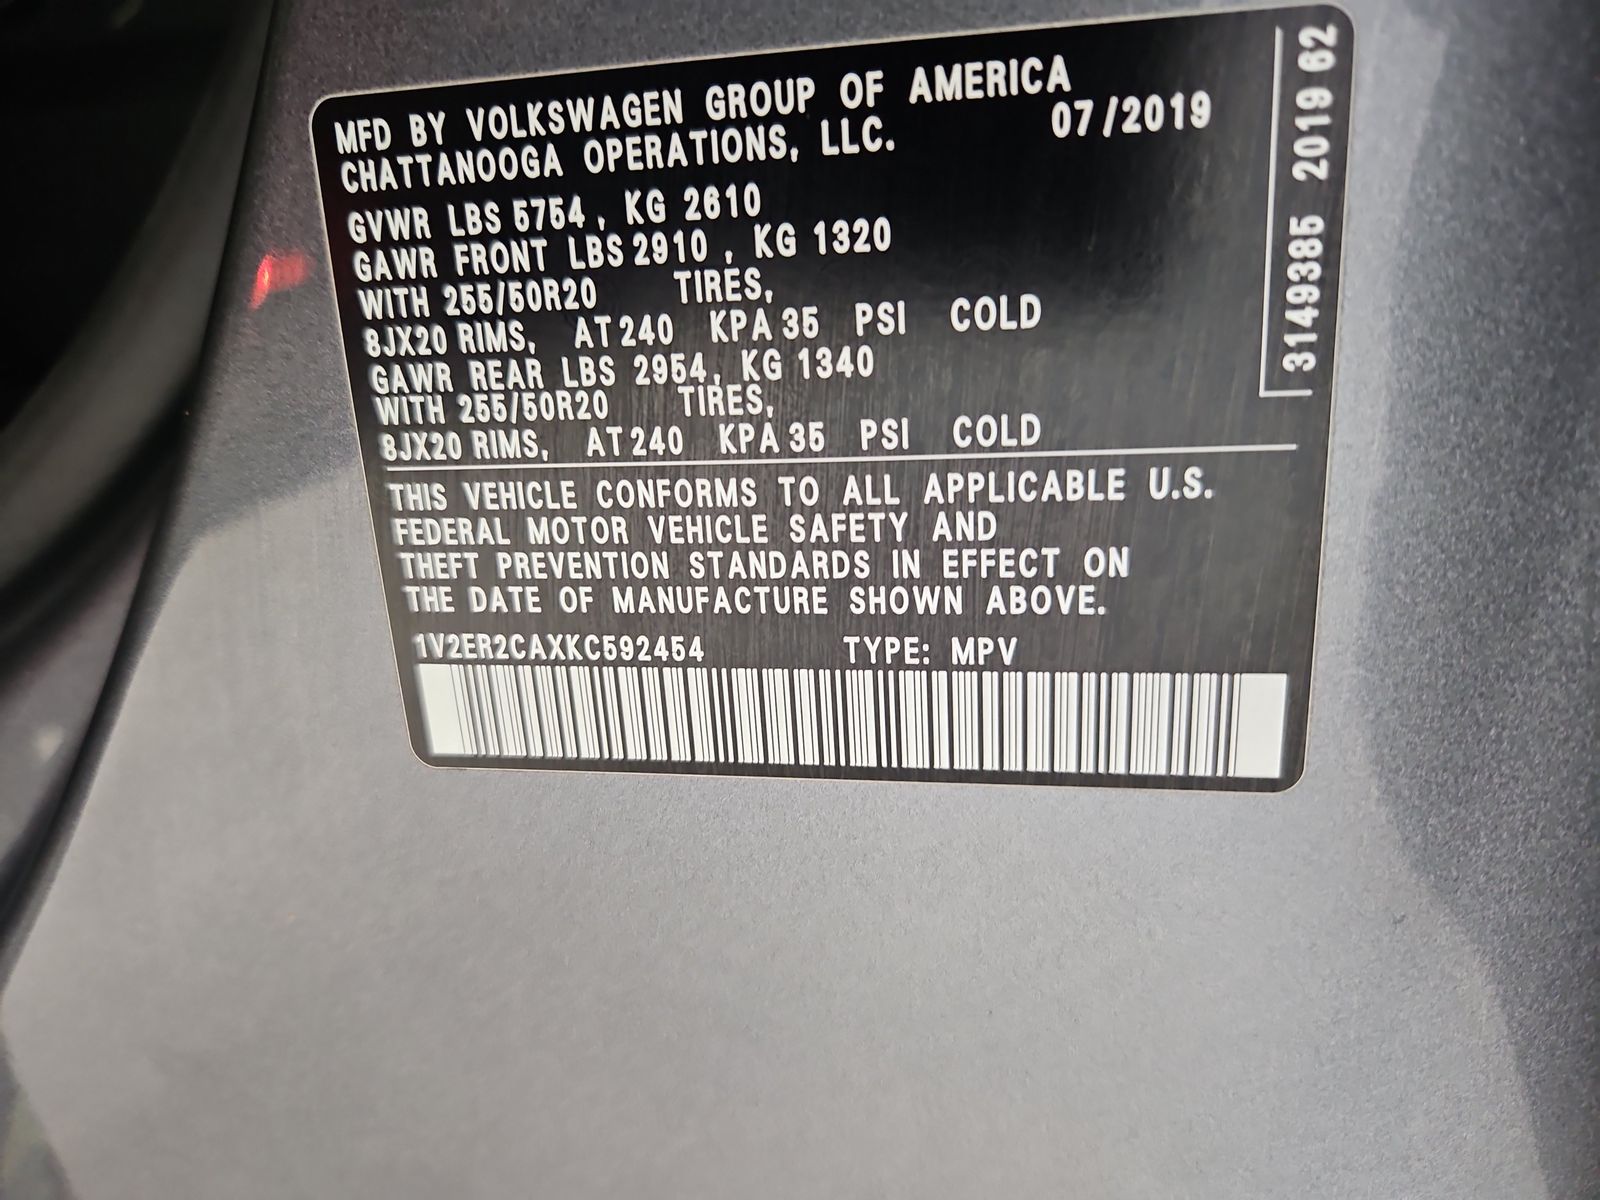 MFD BY VOLKSWAGEN GROUP OF AMERICA
CHATTANOOGA OPERATIONS, LLC. 07/2019
GVWR LBS 5754, KG 2610
GAWR FRONT LBS 2910, KG 1320
WITH 255/50R20 TIRES,
8JX20 RIMS, AT 240 KPA 35 PSI COLD
GAWR REAR LBS 2954, KG 1340
WITH 255/50R20 TIRES,
8JX20 RIMS, AT 240 KPA 35 PSI COLD
THIS VEHICLE CONFORMS TO ALL APPLICABLE U.S.
FEDERAL MOTOR VEHICLE SAFETY AND
THEFT PREVENTION STANDARDS IN EFFECT ON
THE DATE OF MANUFACTURE SHOWN ABOVE.
1V2ER2CAXKC592454 TYPE: MPV
3149385 2019 62